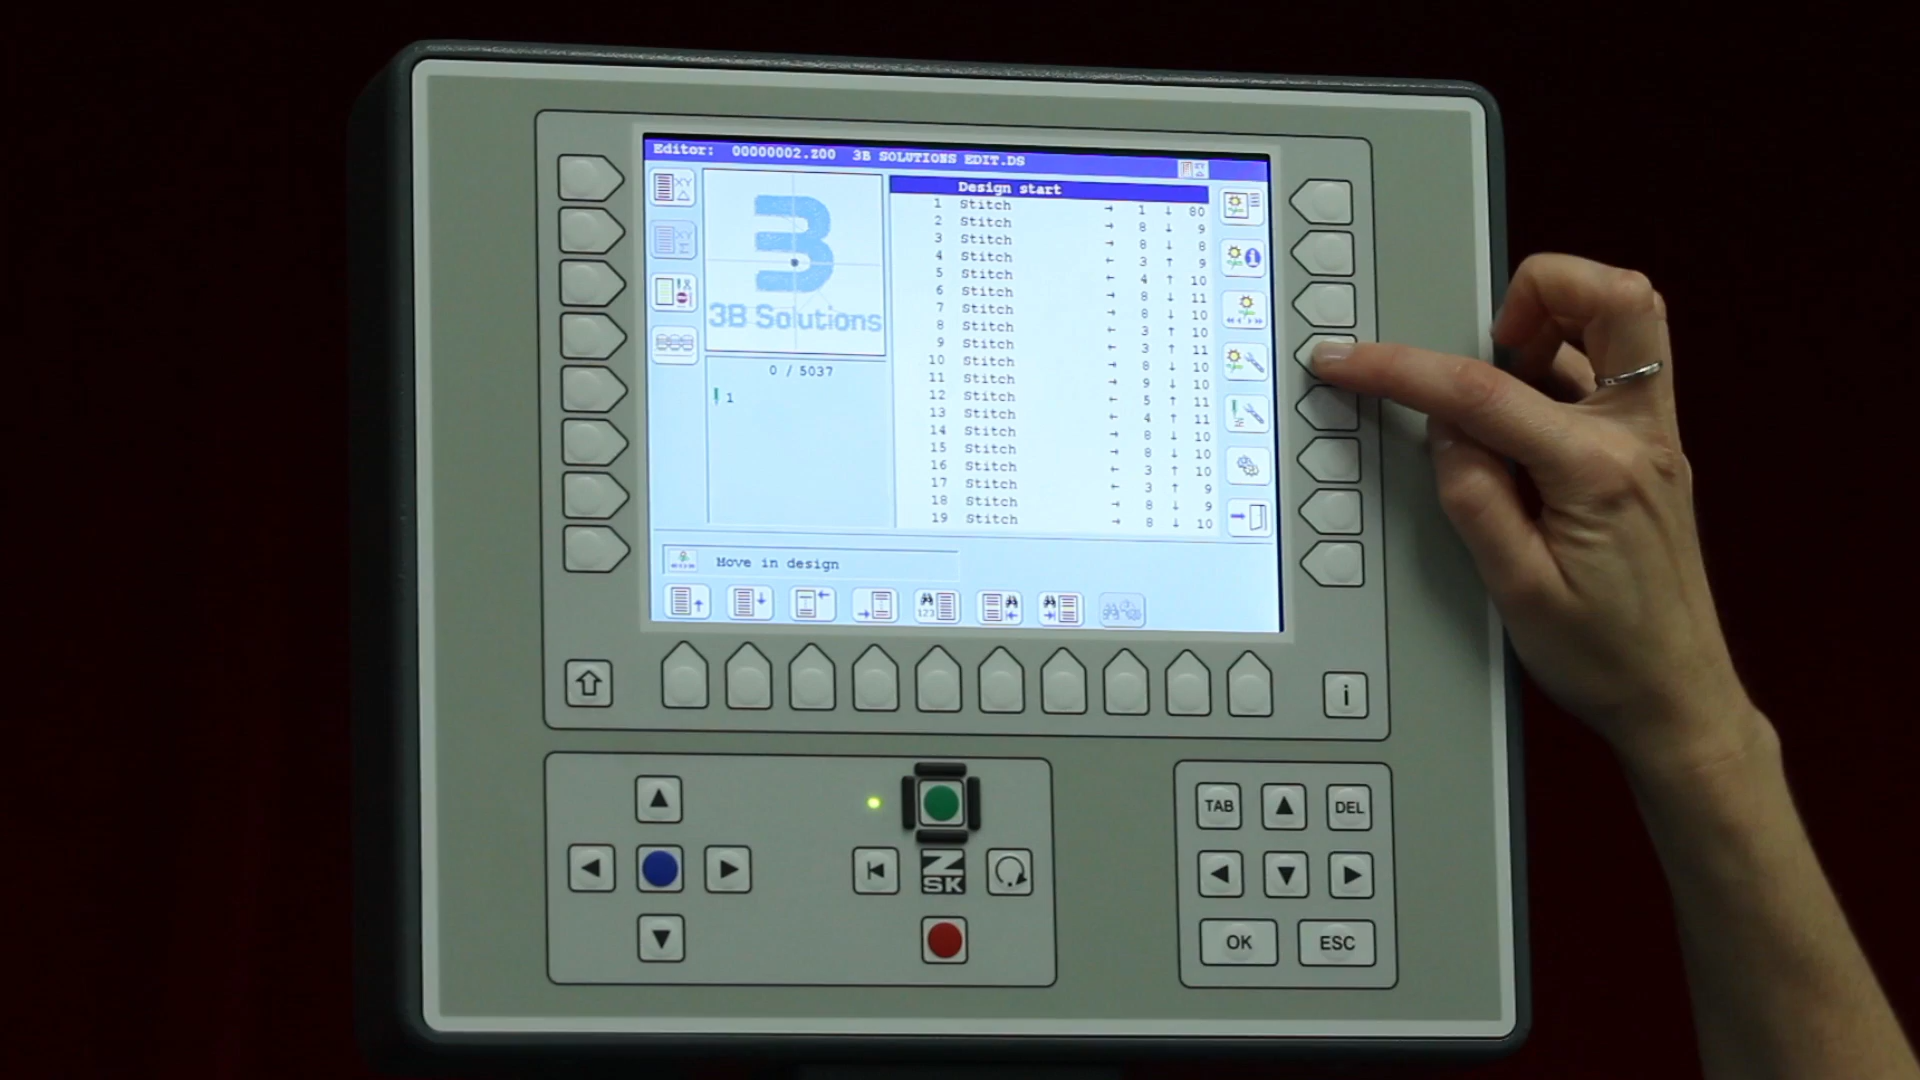 Editor: 00000002.Z00 3B SOLUTIONS EDIT.DS
3B Solutions
0 / 5037
1
Design start
1 Stitch → 1 ↓ 80
2 Stitch → 8 ↓ 9
3 Stitch → 8 ↓ 8
4 Stitch ← 3 ↑ 9
5 Stitch ← 4 ↑ 10
6 Stitch → 8 ↓ 11
7 Stitch → 8 ↓ 10
8 Stitch ← 3 ↑ 10
9 Stitch ← 3 ↑ 11
10 Stitch → 8 ↓ 10
11 Stitch → 9 ↓ 10
12 Stitch ← 5 ↑ 11
13 Stitch ← 4 ↑ 11
14 Stitch → 8 ↓ 10
15 Stitch → 8 ↓ 10
16 Stitch ← 3 ↑ 10
17 Stitch ← 3 ↑ 9
18 Stitch → 8 ↓ 9
19 Stitch → 8 ↓ 10
Move in design
123
i
TAB DEL
ZSK
OK ESC